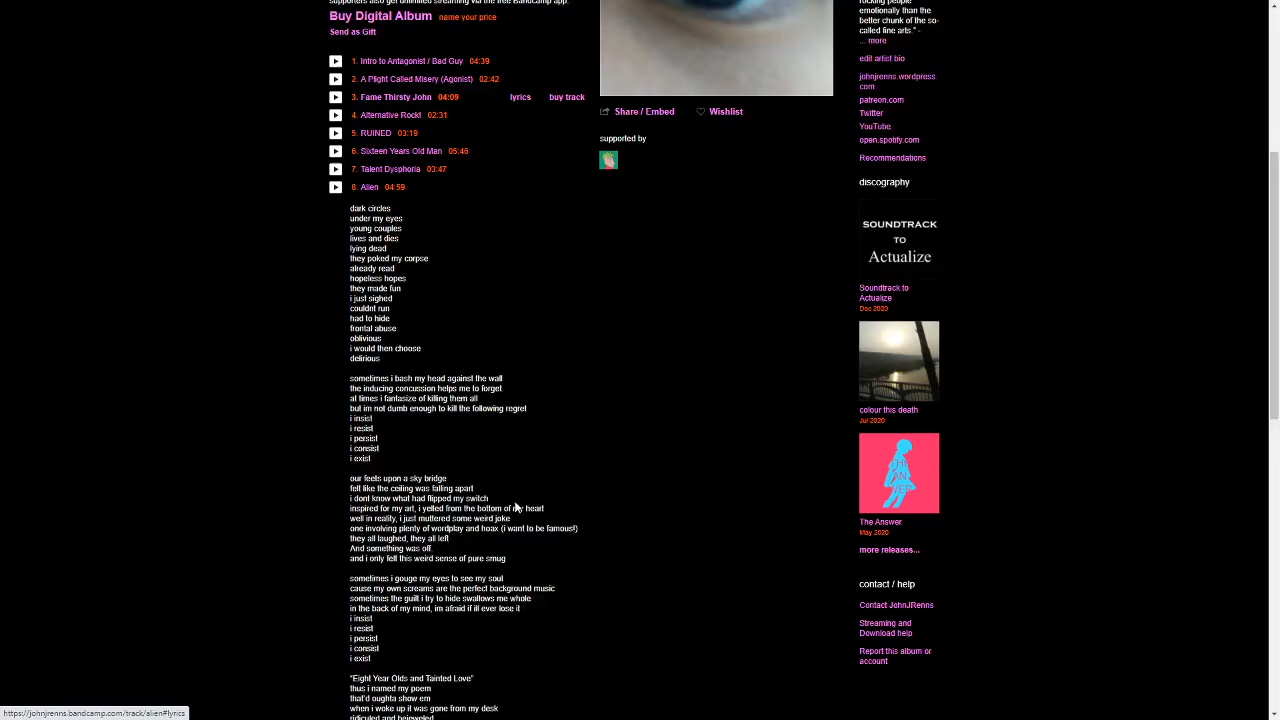 supporters also get unlimited streaming via the free Bandcamp app.
Buy Digital Album name your price
Send as Gift
1. Intro to Antagonist / Bad Guy 04:39
2. A Plight Called Misery (Agonist) 02:42
3. Fame Thirsty John 04:09 lyrics buy track
4. Alternative Rock! 02:31
5. RUINED 03:19
6. Sixteen Years Old Man 05:46
7. Talent Dysphoria 03:47
8. Alien 04:59
dark circles
under my eyes
young couples
lives and dies
lying dead
they poked my corpse
already read
hopeless hopes
they made fun
i just sighed
couldnt run
had to hide
frontal abuse
oblivious
i would then choose
delirious
sometimes i bash my head against the wall
the inducing concussion helps me to forget
at times i fantasize of killing them all
but im not dumb enough to kill the following regret
i insist
i resist
i persist
i consist
i exist
our feels upon a sky bridge
felt like the ceiling was falling apart
i dont know what had flipped my switch
inspired for my art, i yelled from the bottom of my heart
well in reality, i just muttered some weird joke
one involving plenty of wordplay and hoax (i want to be famous!)
they all laughed, they all left
And something was off.
and i only felt this weird sense of pure smug
sometimes i gouge my eyes to see my soul
cause my own screams are the perfect background music
sometimes the guilt i try to hide swallows me whole
in the back of my mind, im afraid if ill ever lose it
i insist
i resist
i persist
i consist
i exist
"Eight Year Olds and Tainted Love"
thus i named my poem
that'd oughta show em
when i woke up it was gone from my desk
ridiculed and bejeweled
https://johnjrenns.bandcamp.com/track/alien#lyrics
Share / Embed Wishlist
supported by
rocking people
emotionally than the
better chunk of the so-
called fine arts." -
... more
edit artist bio
johnjrenns.wordpress.
com
patreon.com
Twitter
YouTube
open.spotify.com
Recommendations
discography
SOUNDTRACK
TO
Actualize
Soundtrack to
Actualize
Dec 2020
colour this death
Jul 2020
THE
AN
WER
The Answer
May 2020
more releases...
contact / help
Contact JohnJRenns
Streaming and
Download help
Report this album or
account